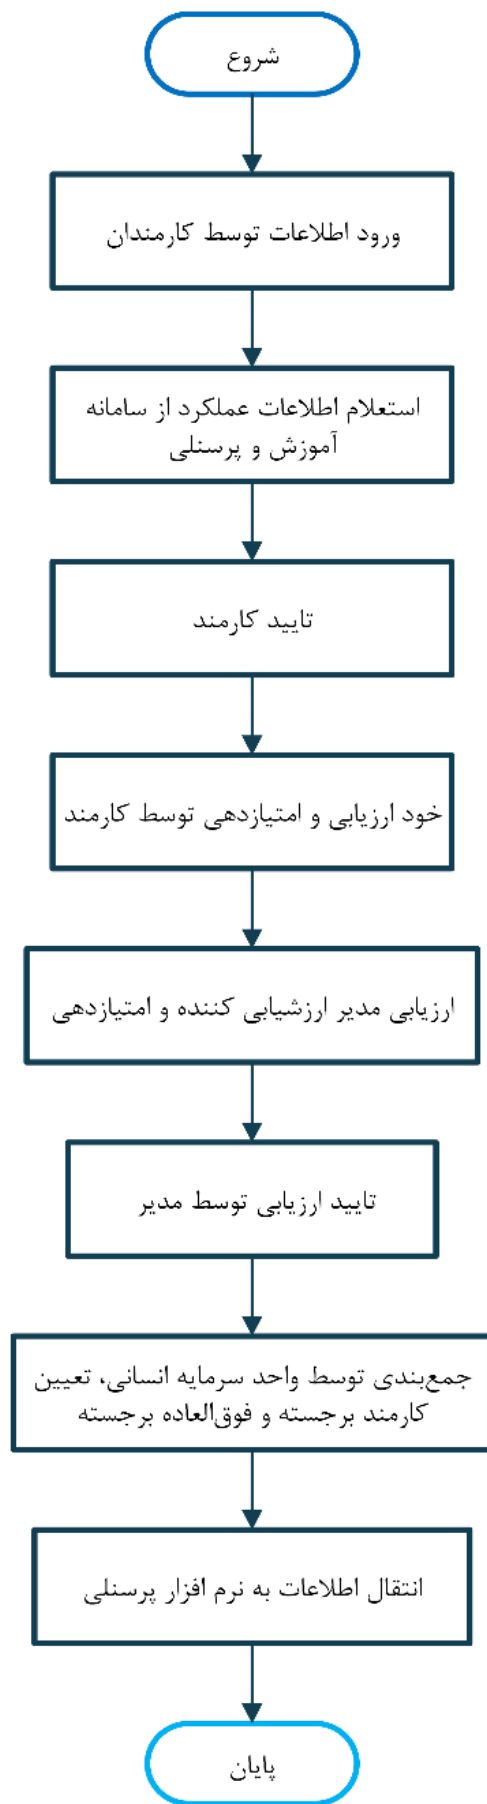 شروع
ورود اطلاعات توسط کارمندان
استعلام اطلاعات عملکرد از سامانه
آموزش و پرسنلی
تایید کارمند
خود ارزیابی و امتیازدهی توسط کارمند
ارزیابی مدیر ارزشیابی کننده و امتیازدهی
تایید ارزیابی توسط مدیر
جمع‌بندی توسط واحد سرمایه انسانی، تعیین
کارمند برجسته و فوق‌العاده برجسته
انتقال اطلاعات به نرم افزار پرسنلی
پایان